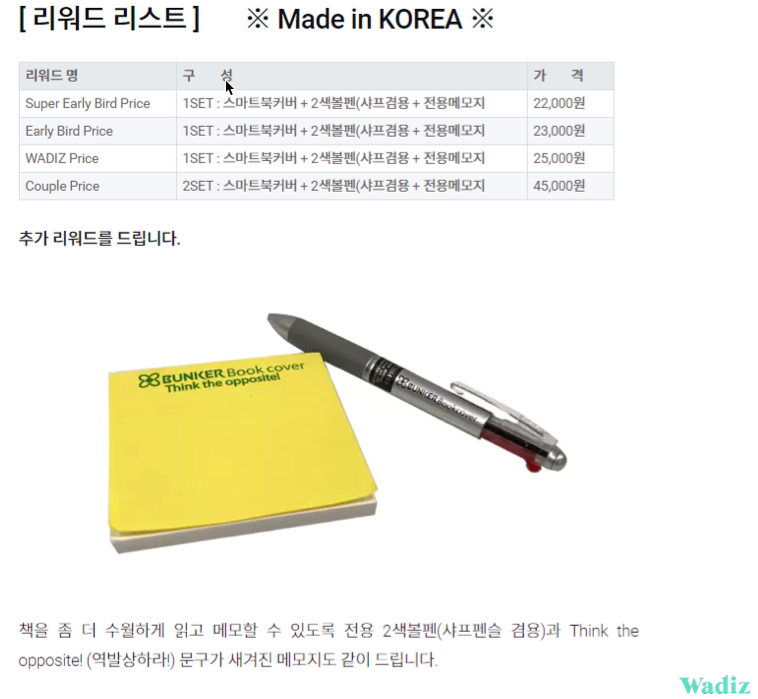 [ 리워드 리스트 ] ※ Made in KOREA ※
리워드 명 구 성 가 격
Super Early Bird Price 1SET : 스마트북커버 + 2색볼펜(샤프겸용 + 전용메모지 22,000원
Early Bird Price 1SET : 스마트북커버 + 2색볼펜(샤프겸용 + 전용메모지 23,000원
WADIZ Price 1SET : 스마트북커버 + 2색볼펜(샤프겸용 + 전용메모지 25,000원
Couple Price 2SET : 스마트북커버 + 2색볼펜(샤프겸용 + 전용메모지 45,000원
추가 리워드를 드립니다.
BUNKER Book cover
Think the opposite!
BUNKER Book cover
책을 좀 더 수월하게 읽고 메모할 수 있도록 전용 2색볼펜(샤프펜슬 겸용)과 Think the
opposite! (역발상하라!) 문구가 새겨진 메모지도 같이 드립니다.
Wadiz